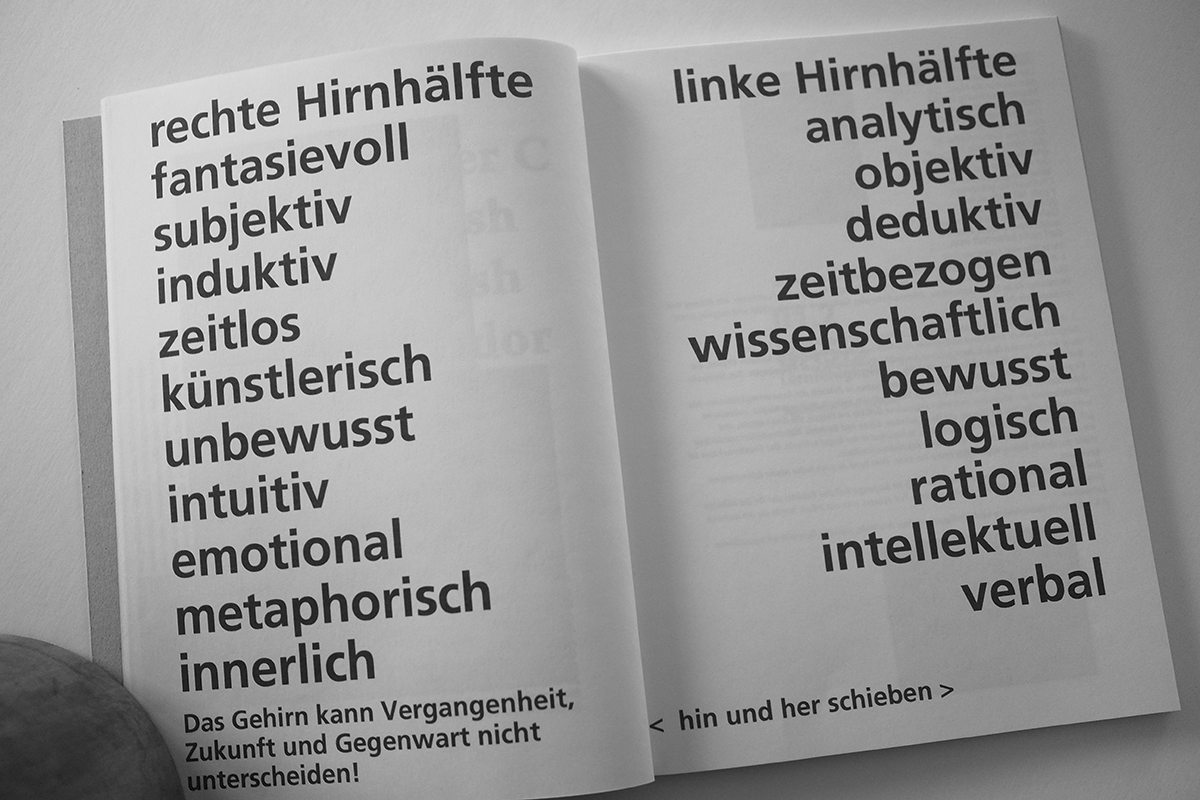 rechte Hirnhälfte
fantasievoll
subjektiv
induktiv
zeitlos
künstlerisch
unbewusst
intuitiv
emotional
metaphorisch
innerlich
Das Gehirn kann Vergangenheit,
Zukunft und Gegenwart nicht
unterscheiden!
linke Hirnhälfte
analytisch
objektiv
deduktiv
zeitbezogen
wissenschaftlich
bewusst
logisch
rational
intellektuell
verbal
< hin und her schieben >